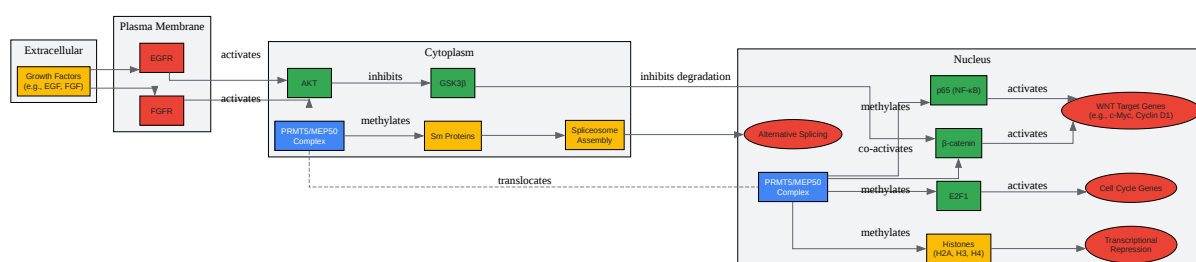 Extracellular
Growth Factors
(e.g., EGF, FGF)
Plasma Membrane
EGFR
FGFR
activates
activates
Cytoplasm
AKT
inhibits
GSK3β
PRMT5/MEP50
Complex
methylates
Sm Proteins
Spliceosome
Assembly
translocates
inhibits degradation
Nucleus
p65 (NF-κB)
activates
WNT Target Genes
(e.g., c-Myc, Cyclin D1)
methylates
Alternative Splicing
co-activates
β-catenin
activates
PRMT5/MEP50
Complex
methylates
E2F1
activates
Cell Cycle Genes
methylates
Histones
(H2A, H3, H4)
Transcriptional
Repression